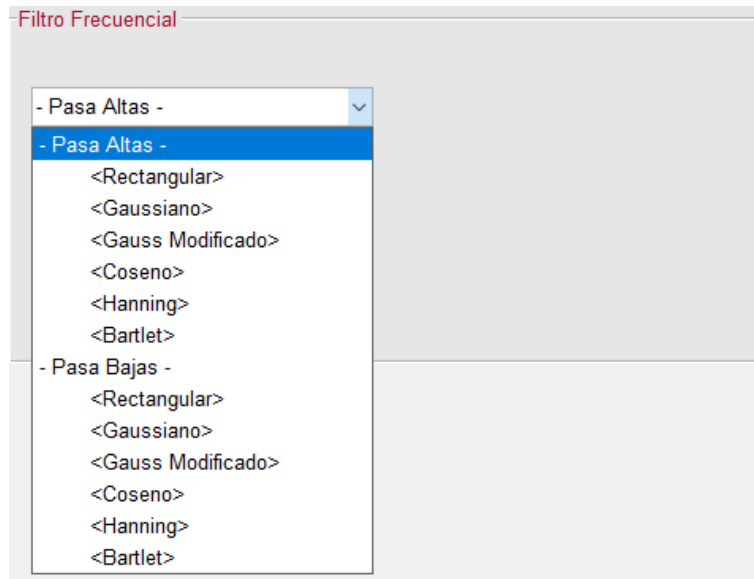 Filtro Frecuencial
- Pasa Altas -
- Pasa Altas -
<Rectangular>
<Gaussiano>
<Gauss Modificado>
<Coseno>
<Hanning>
<Bartlet>
- Pasa Bajas -
<Rectangular>
<Gaussiano>
<Gauss Modificado>
<Coseno>
<Hanning>
<Bartlet>